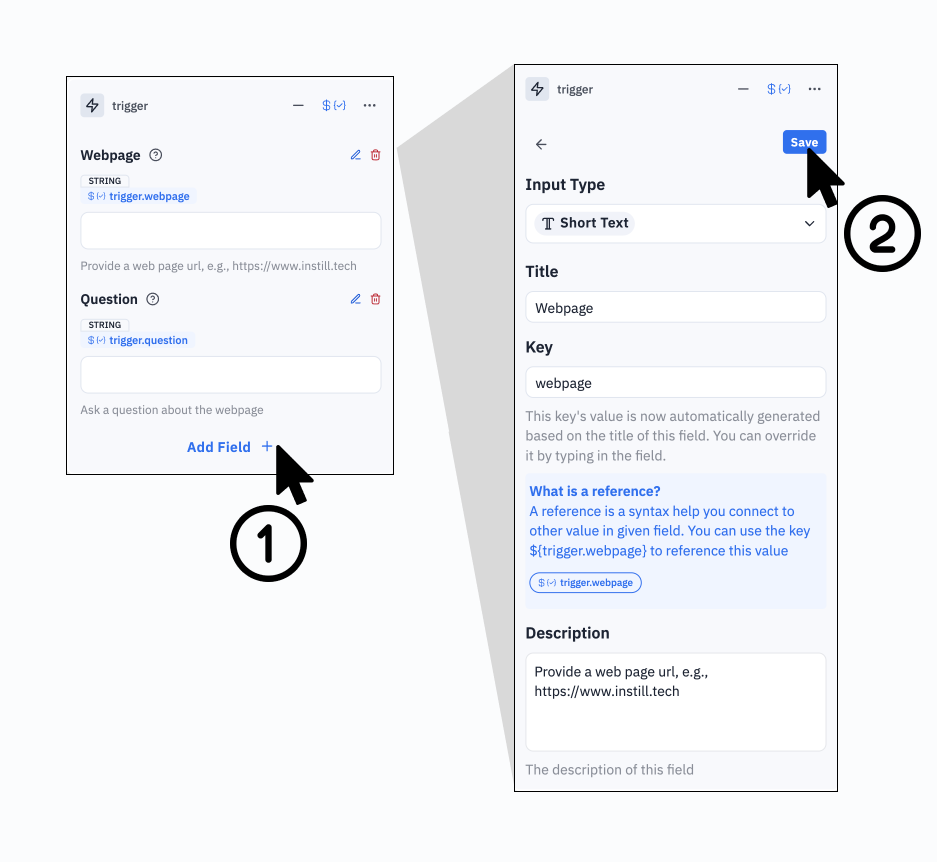 trigger
$
Webpage ?
STRING
$ trigger.webpage
Provide a web page url, e.g., https://www.instill.tech
Question ?
STRING
$ trigger.question
Ask a question about the webpage
Add Field +
1
trigger
$
Save
2
Input Type
T Short Text
Title
Webpage
Key
webpage
This key's value is now automatically generated
based on the title of this field. You can override
it by typing in the field.
What is a reference?
A reference is a syntax help you connect to
other value in given field. You can use the key
${trigger.webpage} to reference this value
$ trigger.webpage
Description
Provide a web page url, e.g.,
https://www.instill.tech
The description of this field